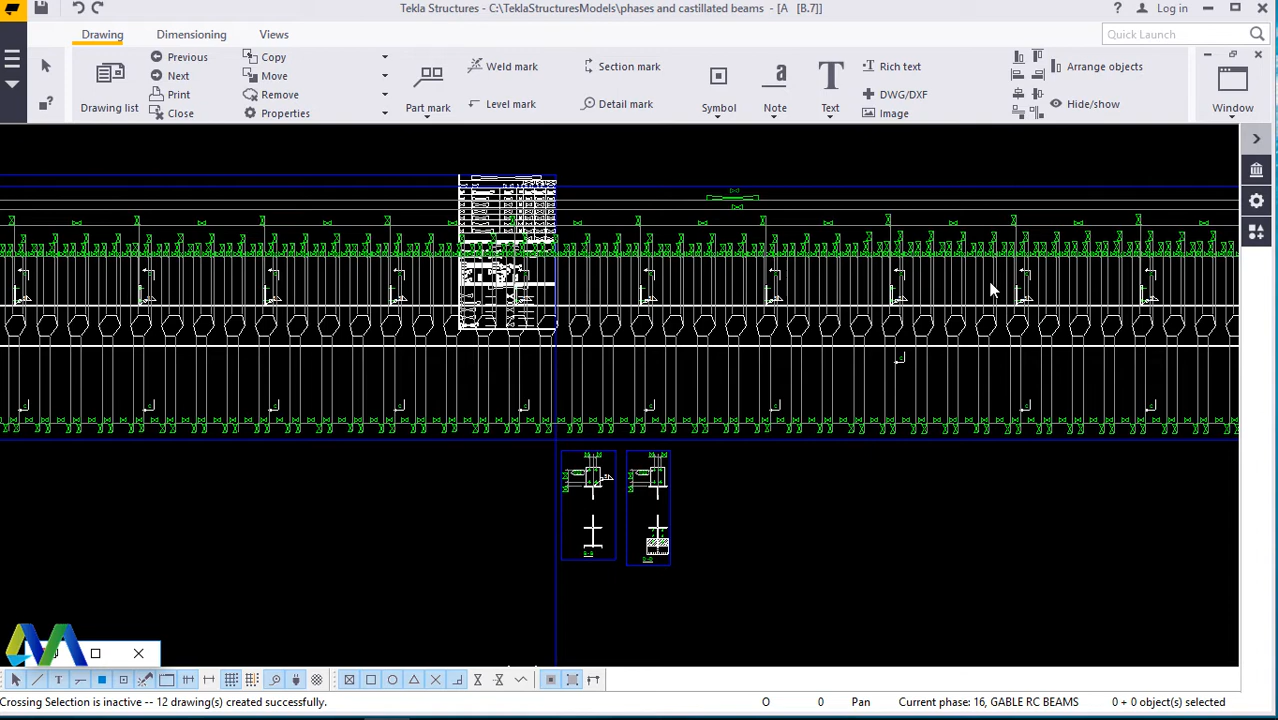 Tekla Structures - C:\TeklaStructuresModels\phases and castillated beams - [A [B.7]]
Log in
Drawing
Dimensioning
Views
Quick Launch
Drawing list
Previous
Next
Print
Close
Copy
Move
Remove
Properties
Part mark
Weld mark
Level mark
Section mark
Detail mark
Symbol
Note
Text
Rich text
DWG/DXF
Image
Arrange objects
Hide/show
Window
Crossing Selection is inactive -- 12 drawing(s) created successfully.
O
0
Pan
Current phase: 16, GABLE RC BEAMS
0 + 0 object(s) selected